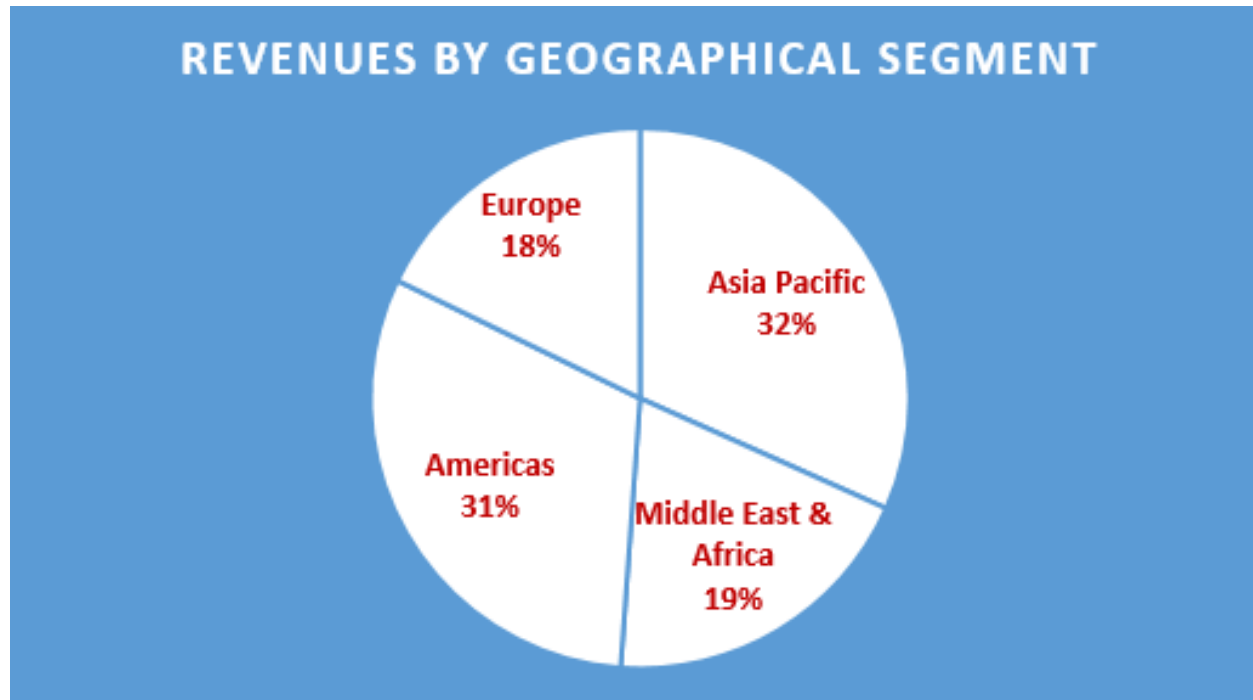 REVENUES BY GEOGRAPHICAL SEGMENT
Europe
18%
Asia Pacific
32%
Americas
31%
Middle East &
Africa
19%